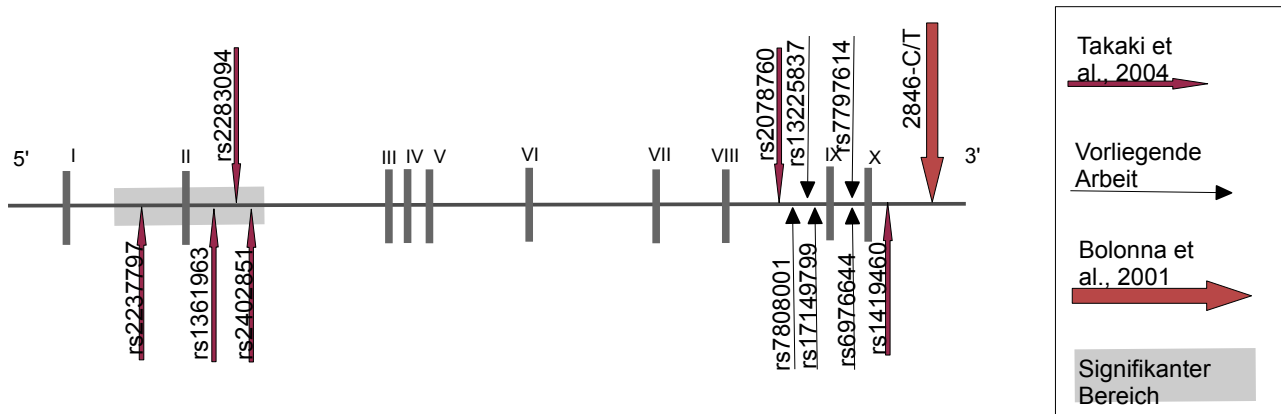 5'
I
II
III
IV
V
VI
VII
VIII
IX
X
3'
rs2283094
rs2078760
rs13225837
rs7797614
2846-C/T
rs2237797
rs1361963
rs2402851
rs7808001
rs17149799
rs6976644
rs1419460
Takaki et
al., 2004
Vorliegende
Arbeit
Bolonna et
al., 2001
Signifikanter
Bereich